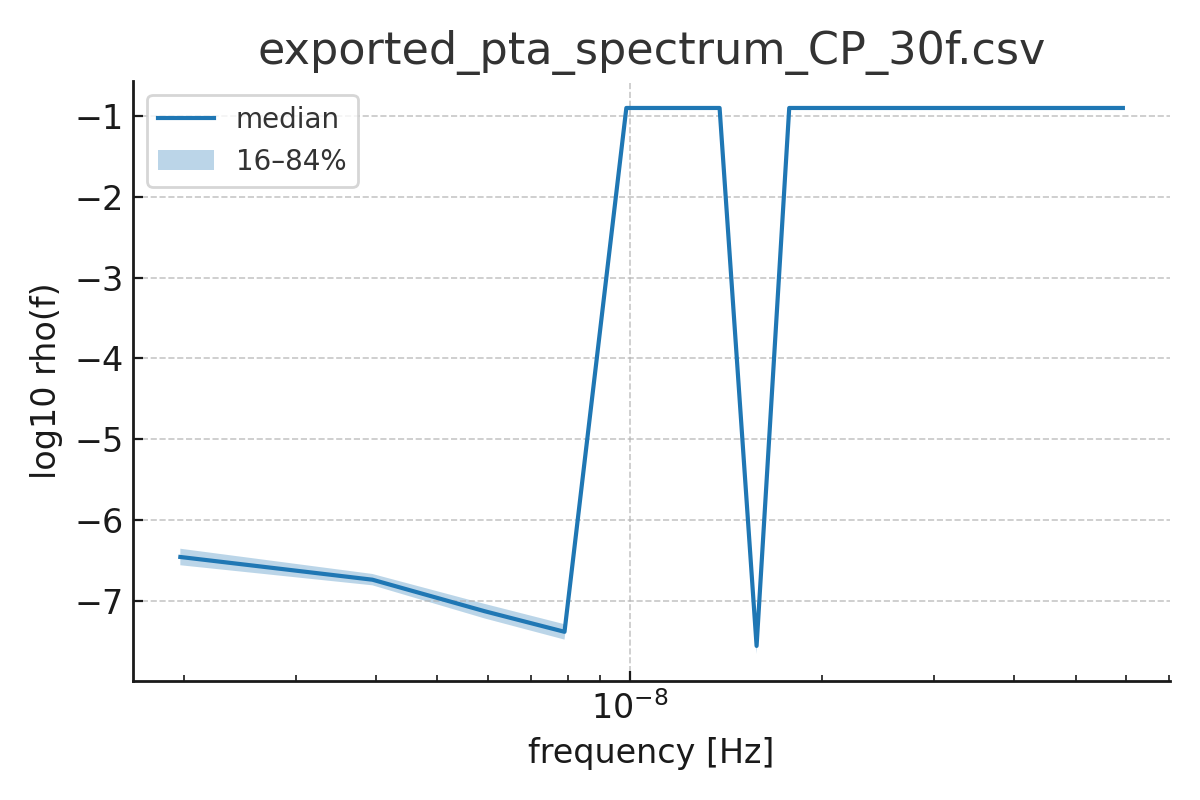 exported_pta_spectrum_CP_30f.csv
median
16–84%
−1
−2
−3
−4
−5
−6
−7
log10 rho(f)
10⁻⁸
frequency [Hz]